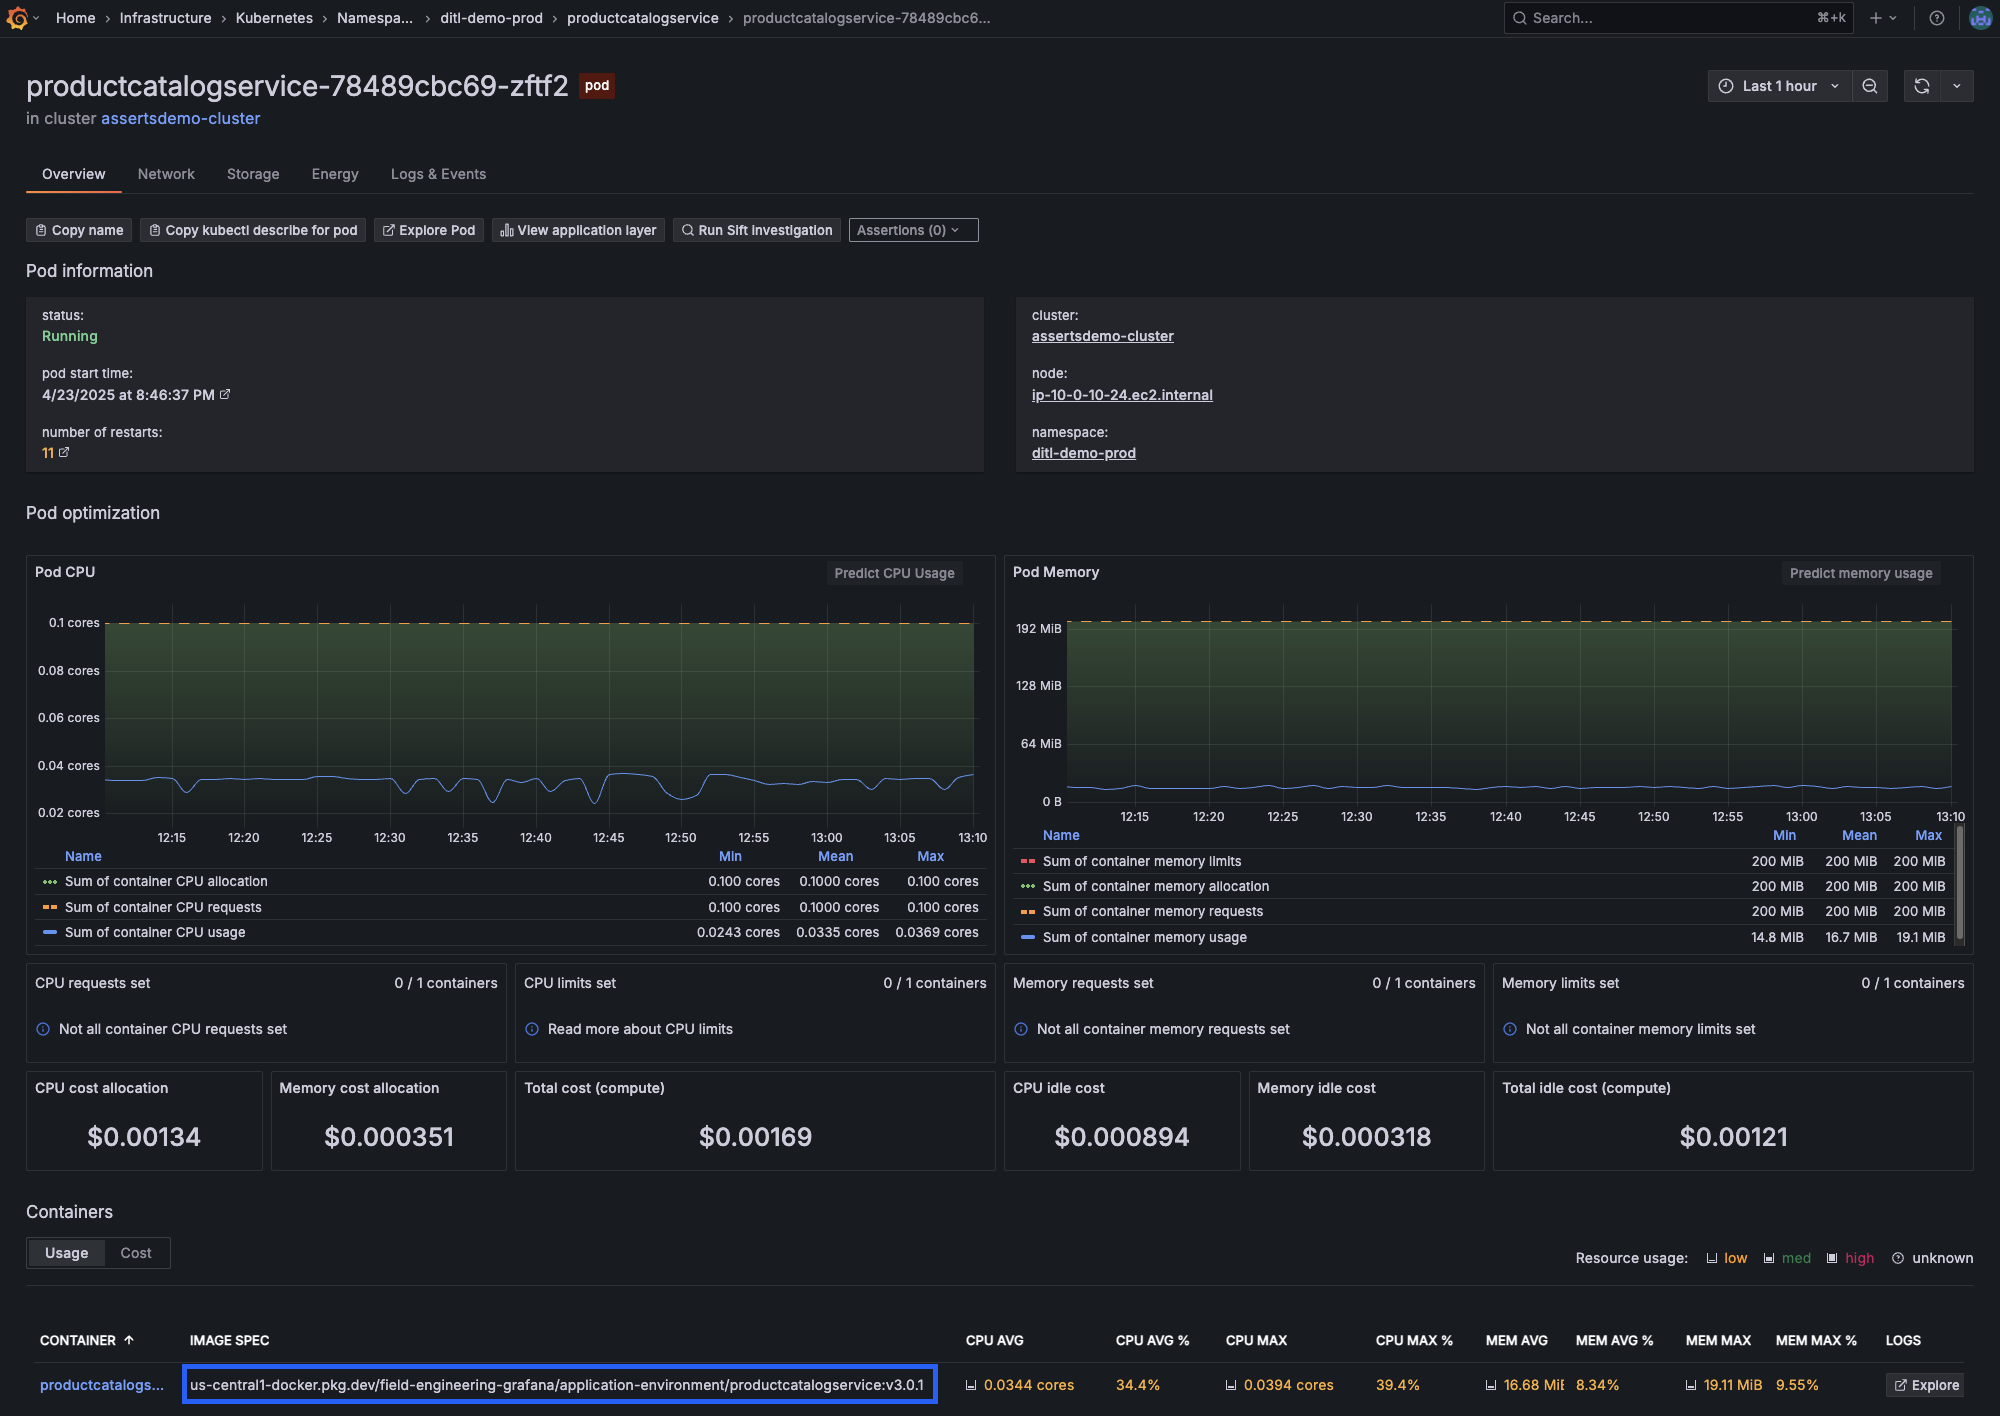 Home › Infrastructure › Kubernetes › Namespa... › ditl-demo-prod › productcatalogservice › productcatalogservice-78489cbc6...
Search... ⌘+k
productcatalogservice-78489cbc69-zftf2 pod
Last 1 hour
in cluster assertsdemo-cluster
Overview Network Storage Energy Logs & Events
Copy name Copy kubectl describe for pod Explore Pod View application layer Run Sift investigation Assertions (0)
Pod information
status:
Running
pod start time:
4/23/2025 at 8:46:37 PM
number of restarts:
11
cluster:
assertsdemo-cluster
node:
ip-10-0-10-24.ec2.internal
namespace:
ditl-demo-prod
Pod optimization
Pod CPU Predict CPU Usage
0.1 cores
0.08 cores
0.06 cores
0.04 cores
0.02 cores
12:15 12:20 12:25 12:30 12:35 12:40 12:45 12:50 12:55 13:00 13:05 13:10
Name Min Mean Max
Sum of container CPU allocation 0.100 cores 0.1000 cores 0.100 cores
Sum of container CPU requests 0.100 cores 0.1000 cores 0.100 cores
Sum of container CPU usage 0.0243 cores 0.0335 cores 0.0369 cores
Pod Memory Predict memory usage
192 MiB
128 MiB
64 MiB
0 B
12:15 12:20 12:25 12:30 12:35 12:40 12:45 12:50 12:55 13:00 13:05 13:10
Name Min Mean Max
Sum of container memory limits 200 MiB 200 MiB 200 MiB
Sum of container memory allocation 200 MiB 200 MiB 200 MiB
Sum of container memory requests 200 MiB 200 MiB 200 MiB
Sum of container memory usage 14.8 MiB 16.7 MiB 19.1 MiB
CPU requests set 0 / 1 containers
Not all container CPU requests set
CPU limits set 0 / 1 containers
Read more about CPU limits
Memory requests set 0 / 1 containers
Not all container memory requests set
Memory limits set 0 / 1 containers
Not all container memory limits set
CPU cost allocation
$0.00134
Memory cost allocation
$0.000351
Total cost (compute)
$0.00169
CPU idle cost
$0.000894
Memory idle cost
$0.000318
Total idle cost (compute)
$0.00121
Containers
Usage Cost
Resource usage: low med high unknown
CONTAINER ↑ IMAGE SPEC CPU AVG CPU AVG % CPU MAX CPU MAX % MEM AVG MEM AVG % MEM MAX MEM MAX % LOGS
productcatalogs... us-central1-docker.pkg.dev/field-engineering-grafana/application-environment/productcatalogservice:v3.0.1 0.0344 cores 34.4% 0.0394 cores 39.4% 16.68 MiB 8.34% 19.11 MiB 9.55% Explore